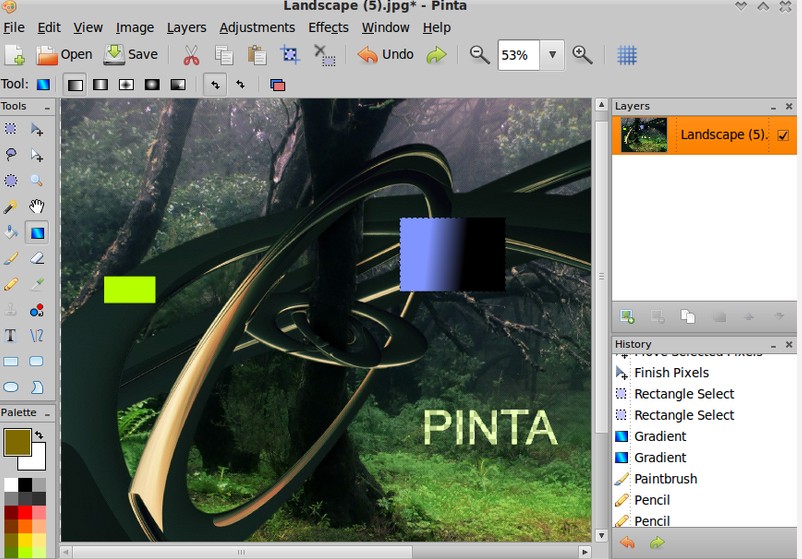 Landscape (5).jpg* - Pinta
File Edit View Image Layers Adjustments Effects Window Help
Open Save Undo 53%
Tool:
Tools
Layers
Landscape (5).
PINTA
T
History
Move Selected Pixels
Finish Pixels
Rectangle Select
Rectangle Select
Gradient
Gradient
Paintbrush
Pencil
Pencil
Palette